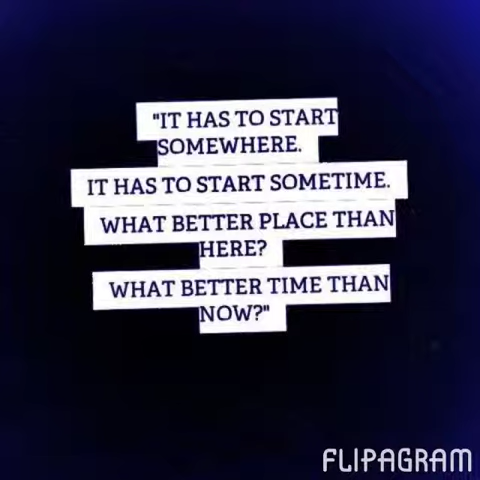 "IT HAS TO START
SOMEWHERE.
IT HAS TO START SOMETIME.
WHAT BETTER PLACE THAN
HERE?
WHAT BETTER TIME THAN
NOW?"
FLIPAGRAM